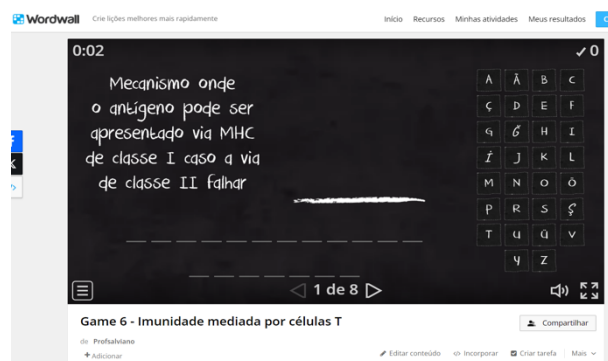 Wordwall Crie lições melhores mais rapidamente Início Recursos Minhas atividades Meus resultados
0:02 ✓ 0
Mecanismo onde
o antígeno pode ser
apresentado via MHC
de classe I caso a via
de classe II falhar
A Ã B C
Ç D E F
G Ğ H I
İ J K L
M N O Ö
P R S Ş
T U Ü V
Y Z
1 de 8
Game 6 - Imunidade mediada por células T
Compartilhar
de Profsalviano
+ Adicionar
Editar conteúdo Incorporar Criar tarefa Mais